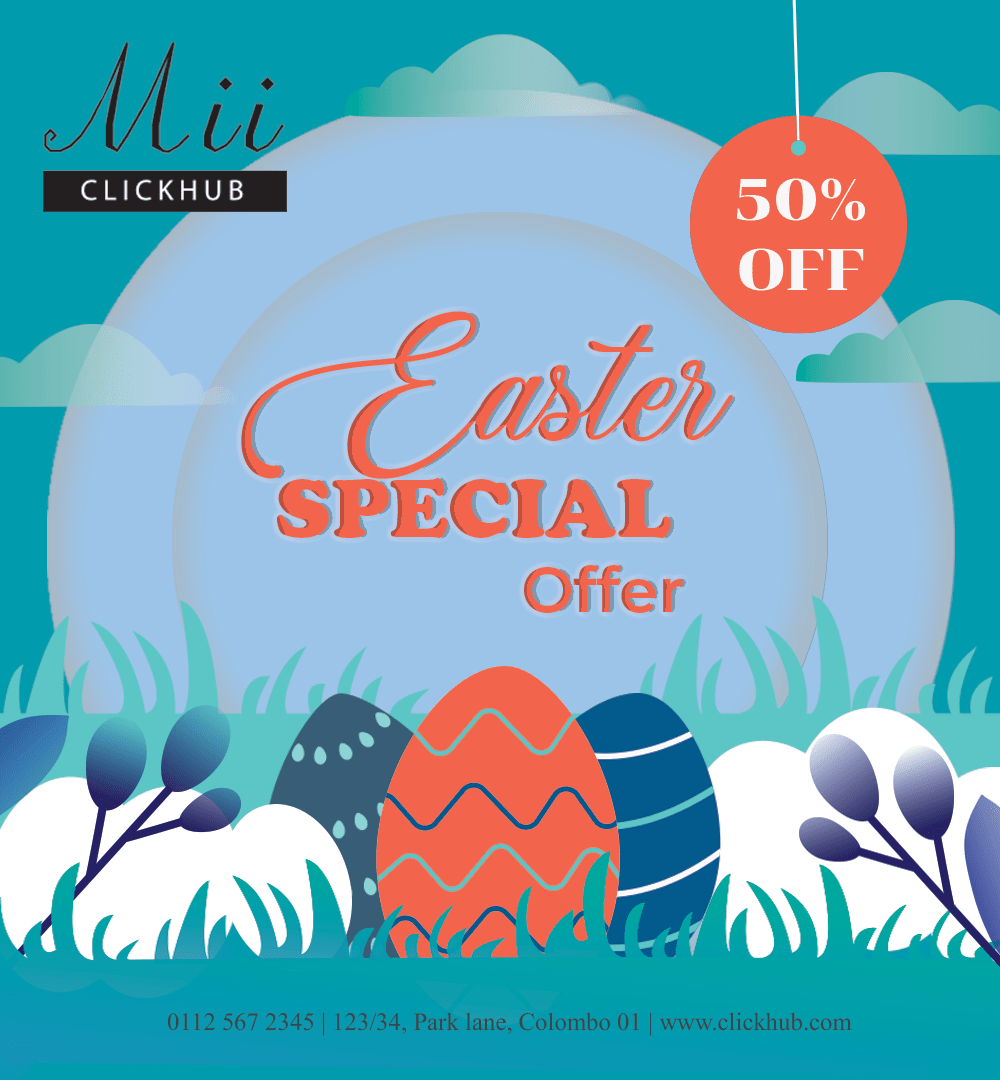 Mii
CLICKHUB
50%
OFF
Easter
SPECIAL
Offer
0112 567 2345 | 123/34, Park lane, Colombo 01 | www.clickhub.com